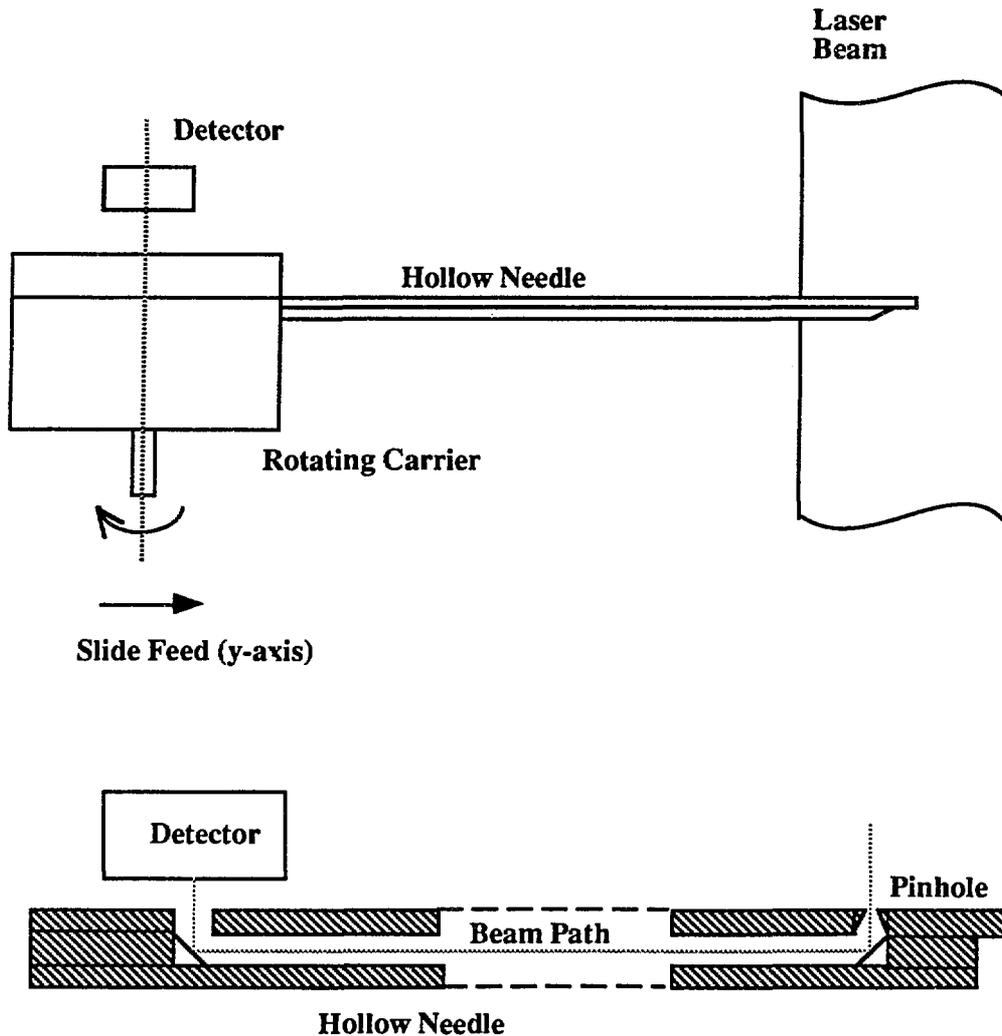 Laser
Beam
Detector
Hollow Needle
Rotating Carrier
Slide Feed (y-axis)
Detector
Pinhole
Beam Path
Hollow Needle